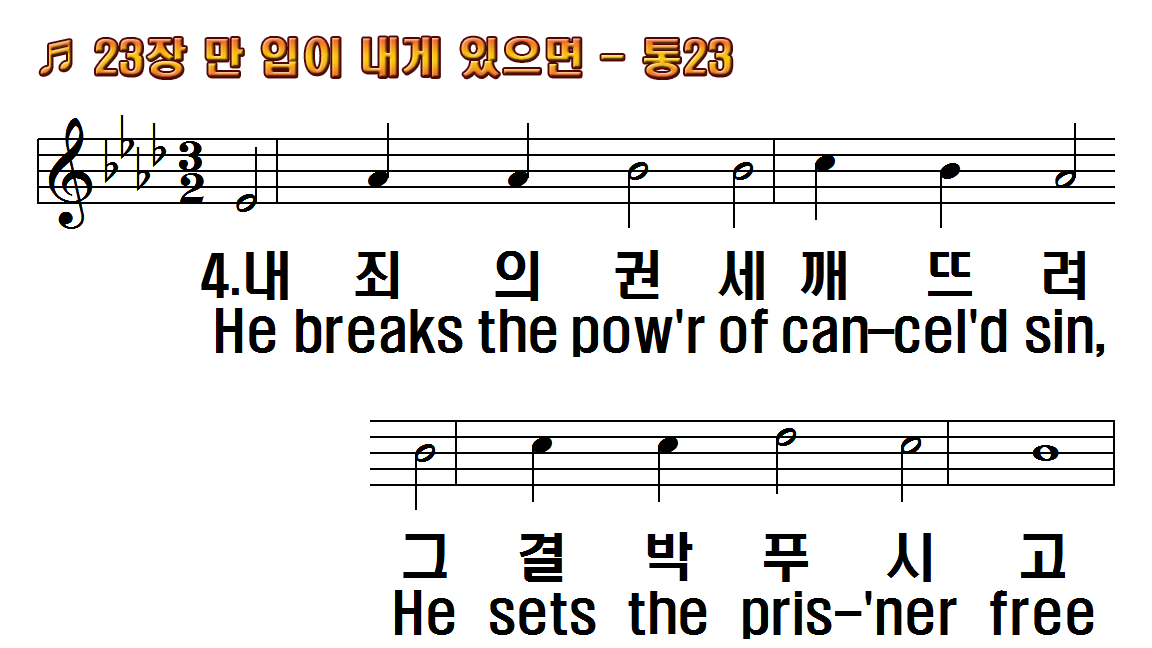 ♬ 23장 만 입이 내게 있으면 - 통23
4.내 죄 의 권 세 깨 뜨 려
He breaks the pow'r of can-cel'd sin,
그 결 박 푸 시 고
He sets the pris-'ner free